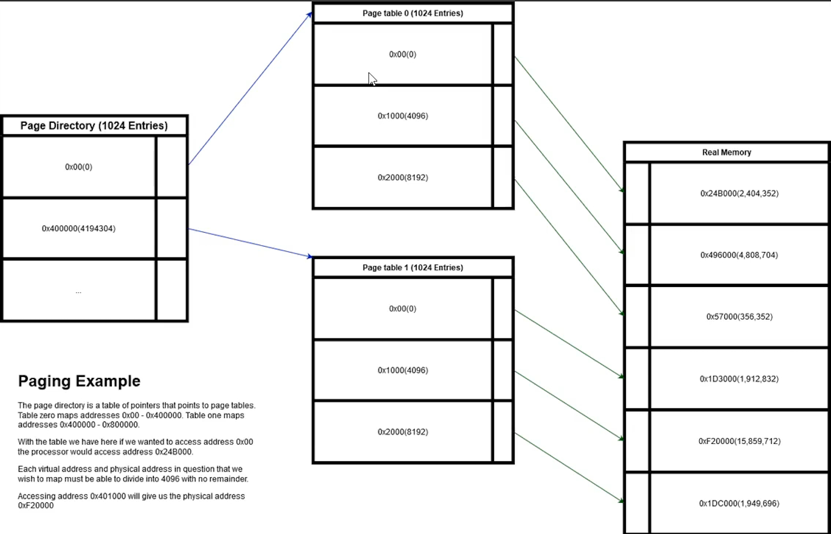 Page table 0 (1024 Entries)
0x00(0)
0x1000(4096)
0x2000(8192)
Page Directory (1024 Entries)
0x00(0)
0x400000(4194304)
...
Page table 1 (1024 Entries)
0x00(0)
0x1000(4096)
0x2000(8192)
Real Memory
0x24B000(2,404,352)
0x496000(4,808,704)
0x57000(356,352)
0x1D3000(1,912,832)
0xF20000(15,859,712)
0x1DC000(1,949,696)
Paging Example
The page directory is a table of pointers that points to page tables.
Table zero maps addresses 0x00 - 0x400000. Table one maps
addresses 0x400000 - 0x800000.
With the table we have here if we wanted to access address 0x00
the processor would access address 0x24B000.
Each virtual address and physical address in question that we
wish to map must be able to divide into 4096 with no remainder.
Accessing address 0x401000 will give us the physical address
0xF20000